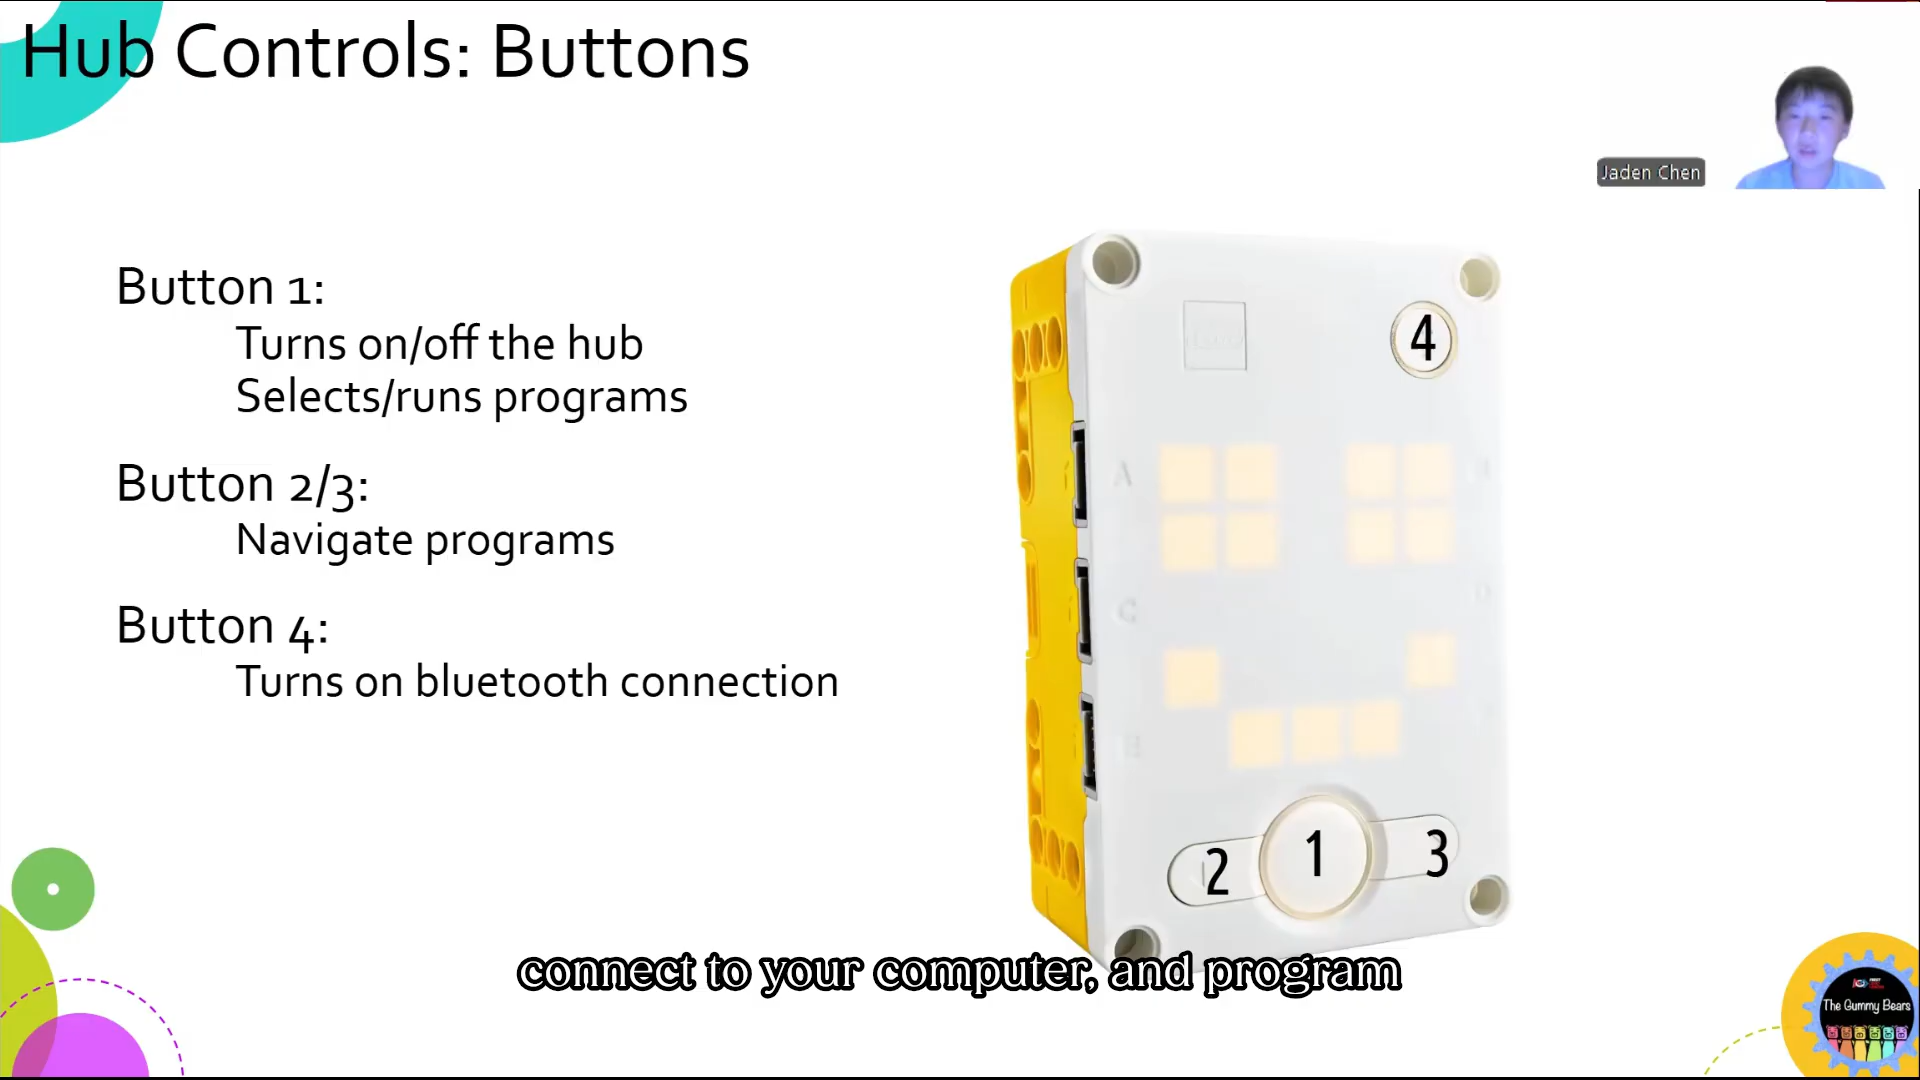 Hub Controls: Buttons
Jaden Chen
Button 1:
Turns on/off the hub
Selects/runs programs
Button 2/3:
Navigate programs
Button 4:
Turns on bluetooth connection
4
A
C
D
E
2
1
3
connect to your computer, and program
The Gummy Bears